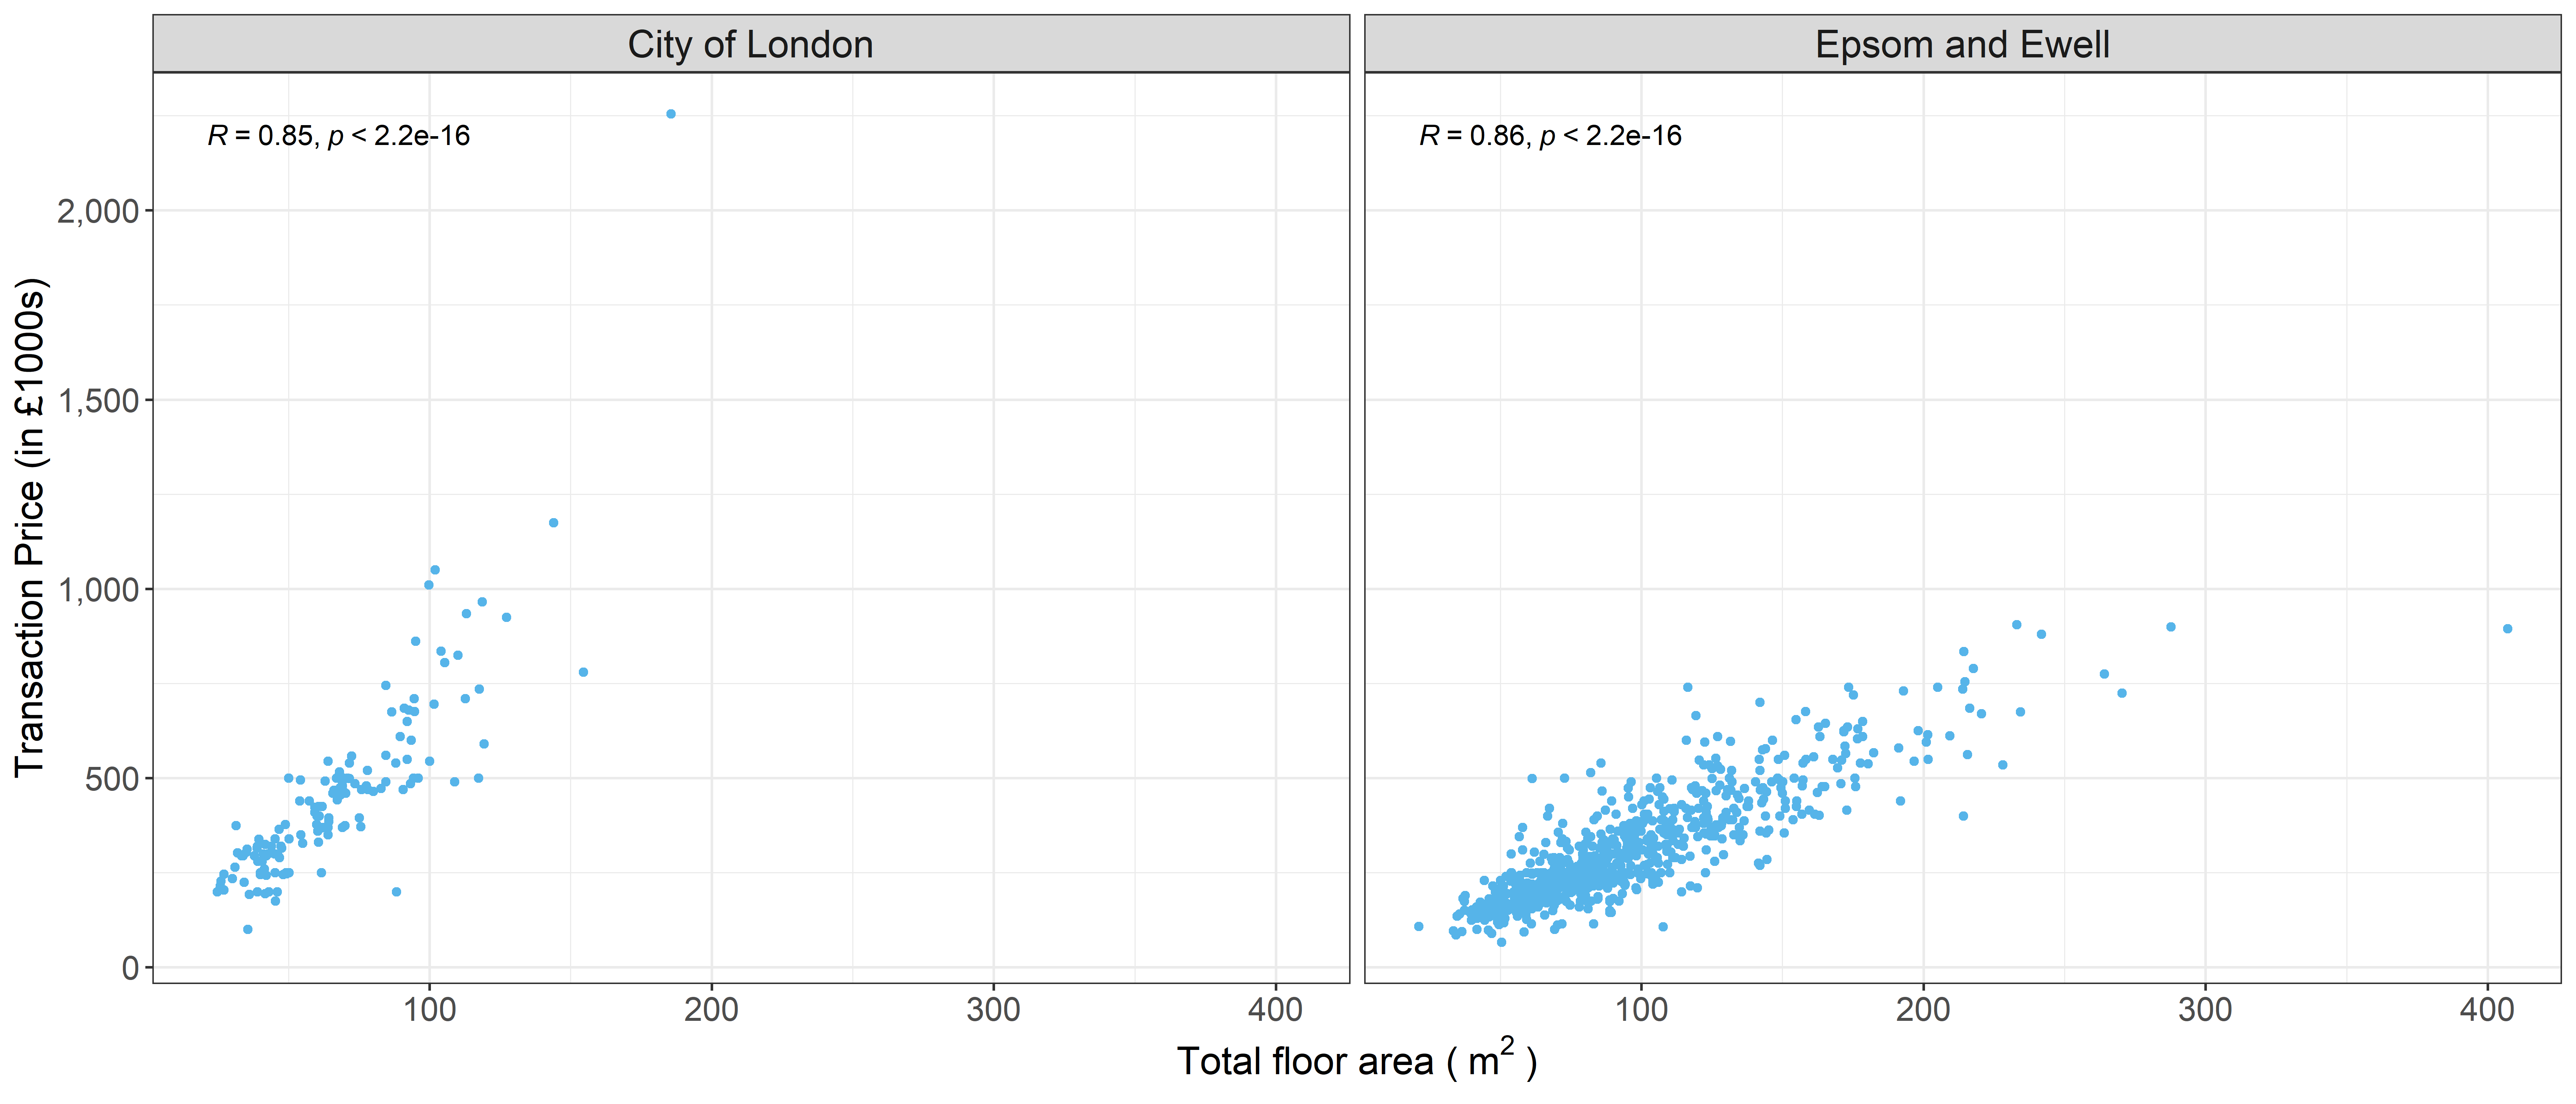 City of London
Epsom and Ewell
R = 0.85, p < 2.2e-16
R = 0.86, p < 2.2e-16
Transaction Price (in £1000s)
2,000
1,500
1,000
500
0
100 200 300 400
100 200 300 400
Total floor area ( m² )